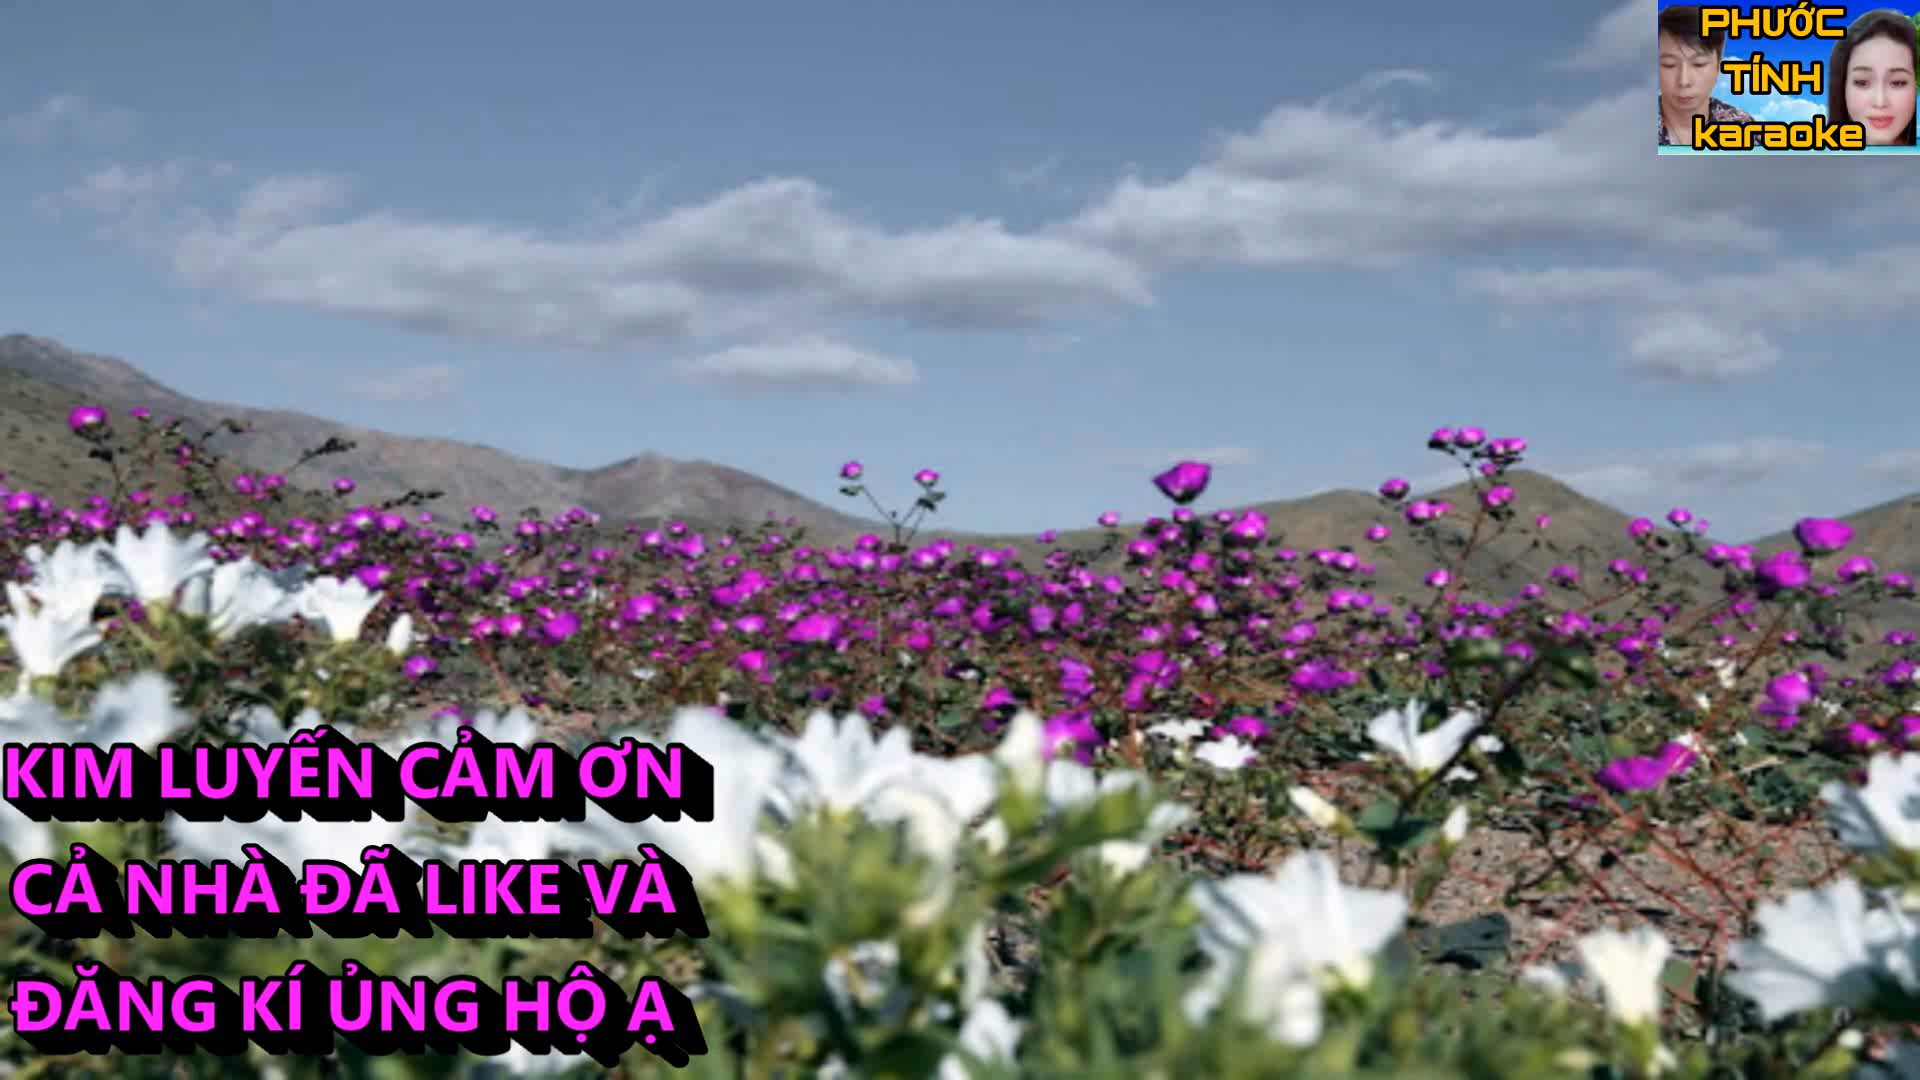 PHƯỚC
TÍNH
karaoke
KIM LUYẾN CẢM ƠN
CẢ NHÀ ĐÃ LIKE VÀ
ĐĂNG KÍ ỦNG HỘ Ạ